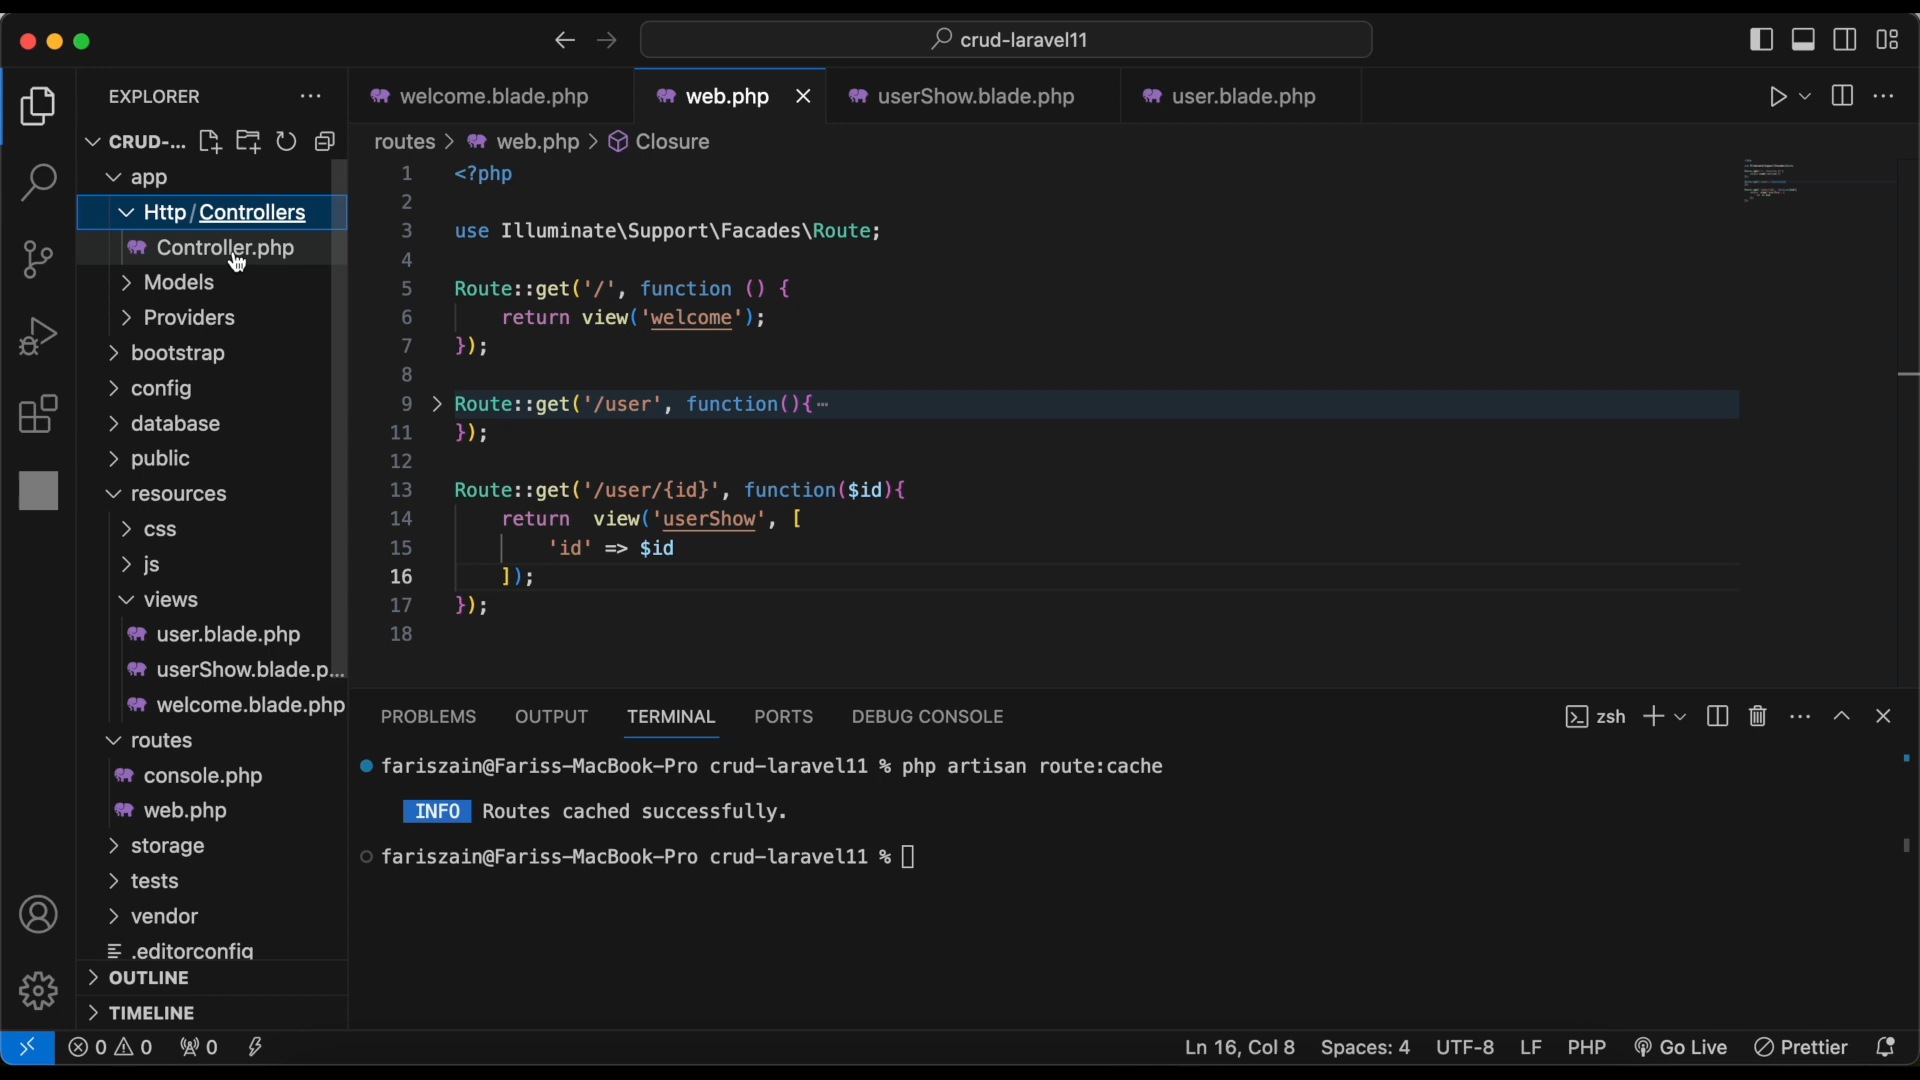 crud-laravel11
EXPLORER
CRUD-...
app
Http/Controllers
Controller.php
Models
Providers
bootstrap
config
database
public
resources
css
js
views
user.blade.php
userShow.blade.p...
welcome.blade.php
routes
console.php
web.php
storage
tests
vendor
.editorconfig
OUTLINE
TIMELINE
welcome.blade.php
web.php
userShow.blade.php
user.blade.php
routes > web.php > Closure
1 <?php
2
3 use Illuminate\Support\Facades\Route;
4
5 Route::get('/', function () {
6 return view('welcome');
7 });
8
9 Route::get('/user', function(){⋯
11 });
12
13 Route::get('/user/{id}', function($id){
14 return  view('userShow', [
15 'id' => $id
16 ]);
17 });
18
PROBLEMS OUTPUT TERMINAL PORTS DEBUG CONSOLE
zsh
fariszain@Fariss-MacBook-Pro crud-laravel11 % php artisan route:cache
INFO Routes cached successfully.
fariszain@Fariss-MacBook-Pro crud-laravel11 %
0 0 0
Ln 16, Col 8 Spaces: 4 UTF-8 LF PHP Go Live Prettier